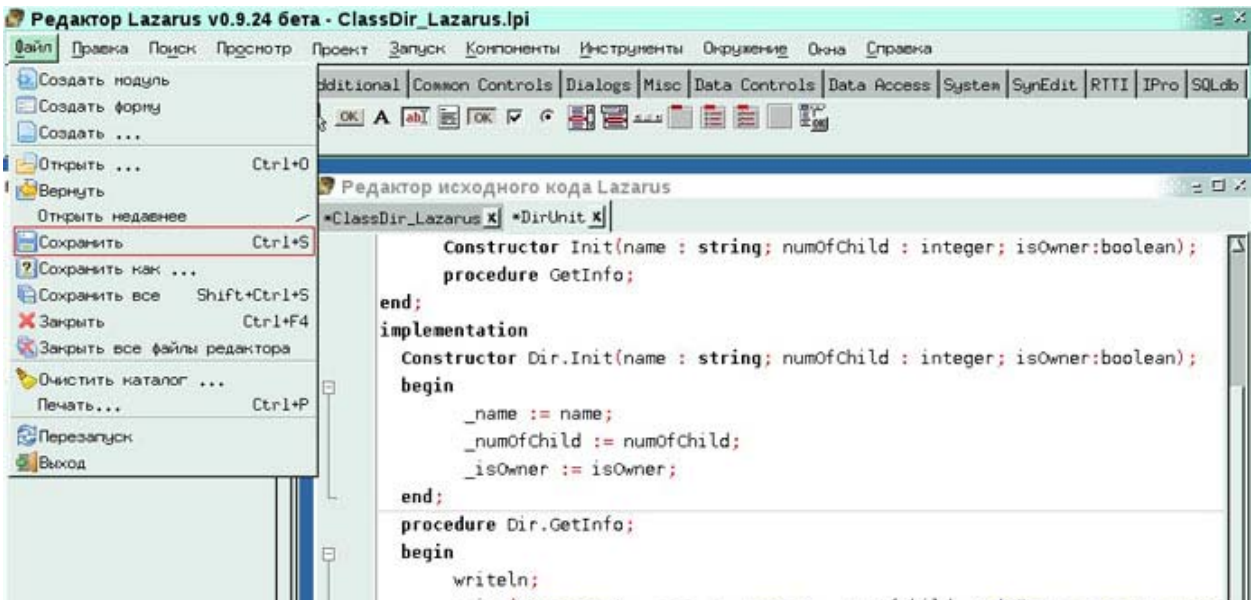 Редактор Lazarus v0.9.24 бета - ClassDir_Lazarus.lpi
Файл Правка Поиск Просмотр Проект Запуск Компоненты Инструменты Окружение Окна Справка
Создать модуль
Создать форму
Создать ...
Открыть ... Ctrl+O
Вернуть
Открыть недавнее
Сохранить Ctrl+S
Сохранить как ...
Сохранить все Shift+Ctrl+S
Закрыть Ctrl+F4
Закрыть все файлы редактора
Очистить каталог ...
Печать... Ctrl+P
Перезапуск
Выход
dditional Common Controls Dialogs Misc Data Controls Data Access System SynEdit RTTI IPro SQLdb
OK A abI OK
Редактор исходного кода Lazarus
*ClassDir_Lazarus *DirUnit
Constructor Init(name : string; numOfChild : integer; isOwner:boolean);
procedure GetInfo;
end;
implementation
Constructor Dir.Init(name : string; numOfChild : integer; isOwner:boolean);
begin
_name := name;
_numOfChild := numOfChild;
_isOwner := isOwner;
end;
procedure Dir.GetInfo;
begin
writeln;